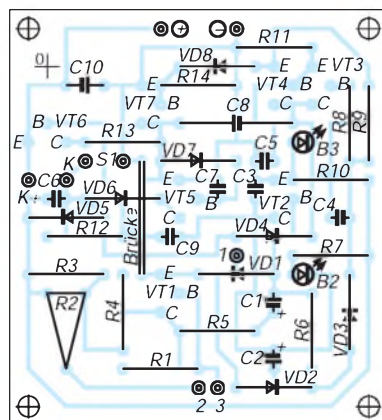 R11
VD8
E VT3
C10
E R14 VT4 E
VT7 B B B
B VT6 C C8 C C
E C R13 R8 R9
K S1 VD7 C5 B3
K C6 E C7 C3 E R10
K+ VD6 VT5 VT2 B C4
VD5 B
R12 C C VD4
Brücke C9 R7
1
R3 E VD1
R2 R4 VT1 B C1 + B2
C R5 R6 VD3
C2 +
R1 VD2
2 3